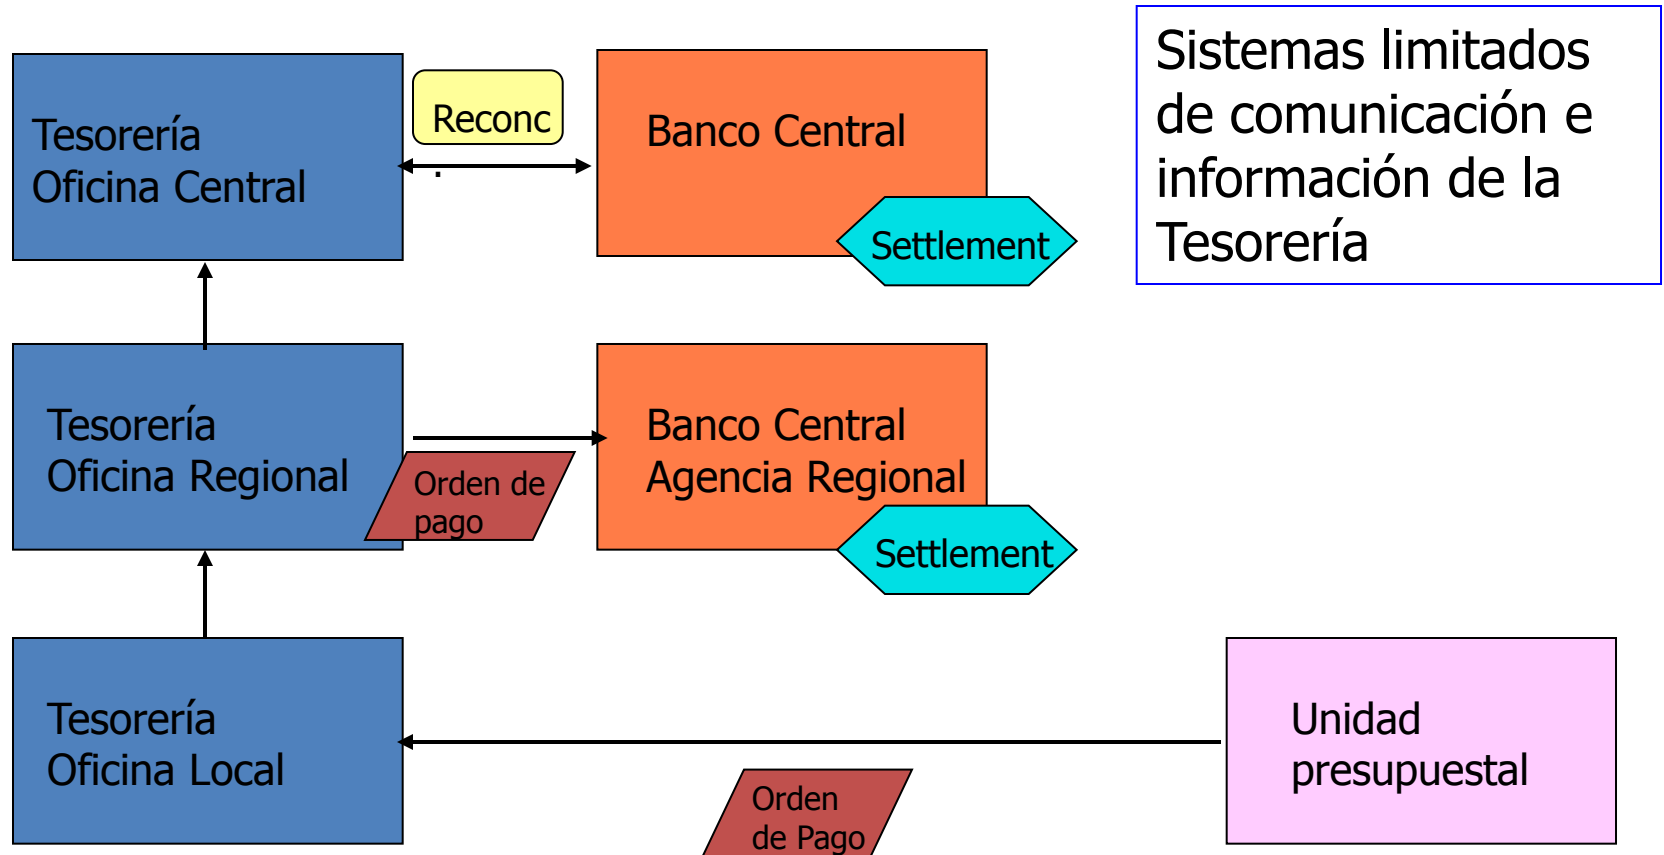 Tesorería
Oficina Central
Reconc
.
Banco Central
Settlement
Sistemas limitados
de comunicación e
información de la
Tesorería
Tesorería
Oficina Regional
Orden de
pago
Banco Central
Agencia Regional
Settlement
Tesorería
Oficina Local
Orden
de Pago
Unidad
presupuestal